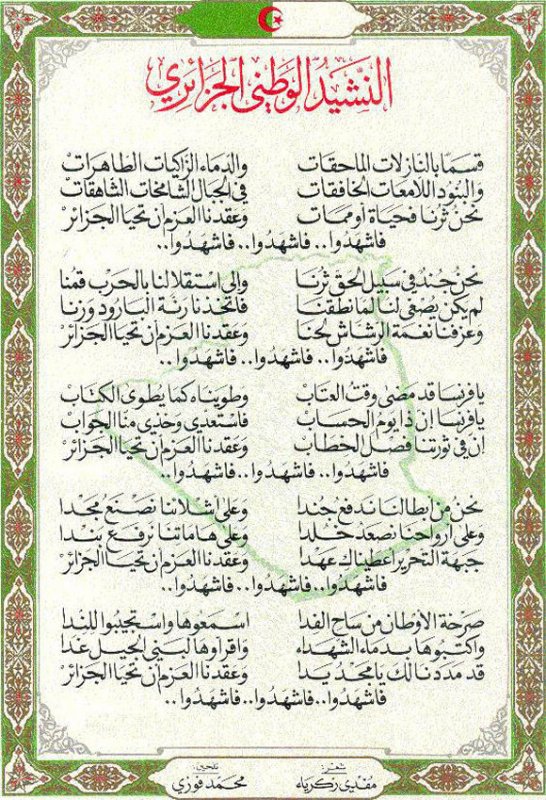 النشيد الوطني الجزائري
قسما بالنازلات الماحقات والدماء الزاكيات الطاهرات
والبنود اللامعات الخافقات في الجبال الشامخات الشاهقات
نحن ثرنا فحياة أو ممات وعقدنا العزم أن تحيا الجزائر
فاشهدوا.. فاشهدوا.. فاشهدوا..
نحن جند في سبيل الحق ثرنا وإلى استقلالنا بالحرب قمنا
لم يكن يصغى لنا لما نطقنا فاتخذنا رنة البارود وزنا
وعزفنا نغمة الرشاش لحنا وعقدنا العزم أن تحيا الجزائر
فاشهدوا.. فاشهدوا.. فاشهدوا..
يا فرنسا قد مضى وقت العتاب وطويناه كما يطوى الكتاب
يا فرنسا إن ذا يوم الحساب فاستعدي وخذي منا الجواب
إن في ثورتنا فصل الخطاب وعقدنا العزم أن تحيا الجزائر
فاشهدوا.. فاشهدوا.. فاشهدوا..
نحن من أبطالنا ندفع جندا وعلى أشلائنا نصنع مجدا
وعلى أرواحنا نصعد خلدا وعلى هاماتنا نرفع بندا
جبهة التحرير أعطيناك عهدا وعقدنا العزم أن تحيا الجزائر
فاشهدوا.. فاشهدوا.. فاشهدوا..
صرخة الأوطان من ساح الفدا اسمعوها واستجيبوا للندا
واكتبوها بدماء الشهداء واقرأوها لبني الجيل غدا
قد مددنا لك يا مجد يدا وعقدنا العزم أن تحيا الجزائر
فاشهدوا.. فاشهدوا.. فاشهدوا..
شعر: تلحين:
مفدي زكرياء محمد فوزي